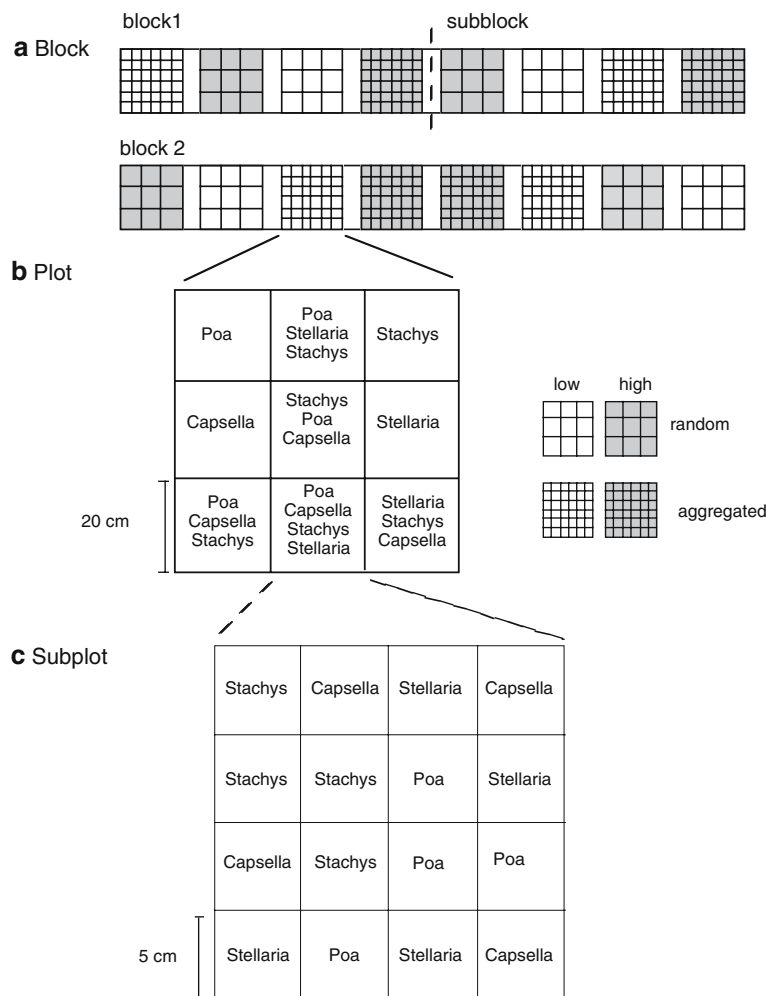 block1 subblock
a Block
block 2
b Plot
Poa
Poa
Stellaria
Stachys
Stachys
Capsella
Stachys
Poa
Capsella
Stellaria
Poa
Capsella
Stachys
Poa
Capsella
Stachys
Stellaria
Stellaria
Stachys
Capsella
20 cm
low high
random
aggregated
c Subplot
Stachys Capsella Stellaria Capsella
Stachys Stachys Poa Stellaria
Capsella Stachys Poa Poa
Stellaria Poa Stellaria Capsella
5 cm